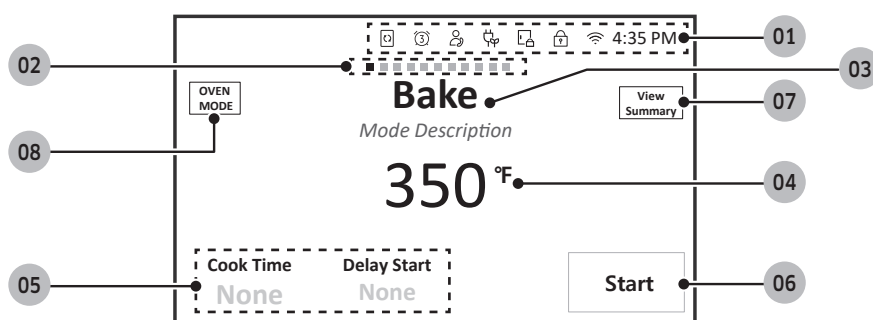 4:35 PM
01
02
03
OVEN
MODE
Bake
View
Summary
07
Mode Description
08
350 °F
04
Cook Time Delay Start
None None
05
Start
06
3